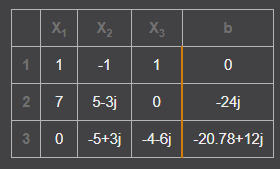 X₁ X₂ X₃ b
1 1 -1 1 0
2 7 5-3j 0 -24j
3 0 -5+3j -4-6j -20.78+12j